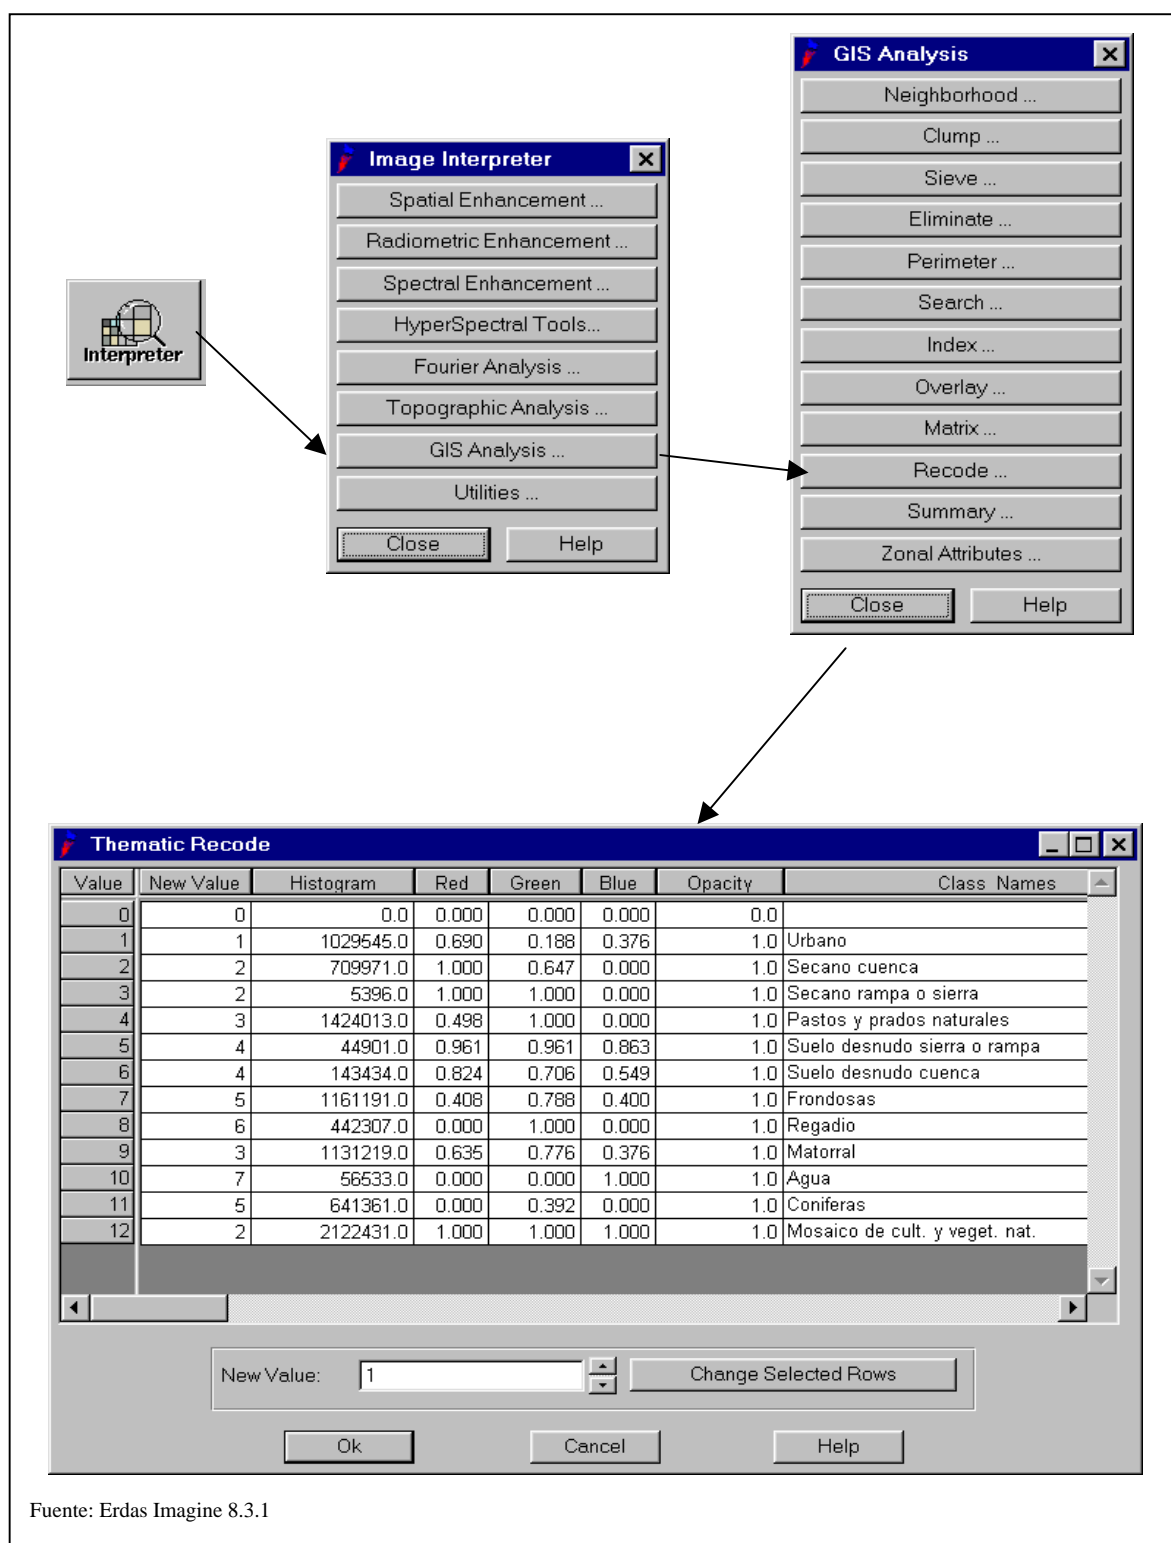 GIS Analysis
Neighborhood ...
Clump ...
Sieve ...
Eliminate ...
Perimeter ...
Search ...
Index ...
Overlay ...
Matrix ...
Recode ...
Summary ...
Zonal Attributes ...
Close Help
Image Interpreter
Spatial Enhancement ...
Radiometric Enhancement ...
Spectral Enhancement ...
HyperSpectral Tools...
Fourier Analysis ...
Topographic Analysis ...
GIS Analysis ...
Utilities ...
Close Help
Interpreter
Thematic Recode
Value New Value Histogram Red Green Blue Opacity Class Names
0 0 0.0 0.000 0.000 0.000 0.0
1 1 1029545.0 0.690 0.188 0.376 1.0 Urbano
2 2 709971.0 1.000 0.647 0.000 1.0 Secano cuenca
3 2 5396.0 1.000 1.000 0.000 1.0 Secano rampa o sierra
4 3 1424013.0 0.498 1.000 0.000 1.0 Pastos y prados naturales
5 4 44901.0 0.961 0.961 0.863 1.0 Suelo desnudo sierra o rampa
6 4 143434.0 0.824 0.706 0.549 1.0 Suelo desnudo cuenca
7 5 1161191.0 0.408 0.788 0.400 1.0 Frondosas
8 6 442307.0 0.000 1.000 0.000 1.0 Regadio
9 3 1131219.0 0.635 0.776 0.376 1.0 Matorral
10 7 56533.0 0.000 0.000 1.000 1.0 Agua
11 5 641361.0 0.000 0.392 0.000 1.0 Coniferas
12 2 2122431.0 1.000 1.000 1.000 1.0 Mosaico de cult. y veget. nat.
New Value: 1 Change Selected Rows
Ok Cancel Help
Fuente: Erdas Imagine 8.3.1